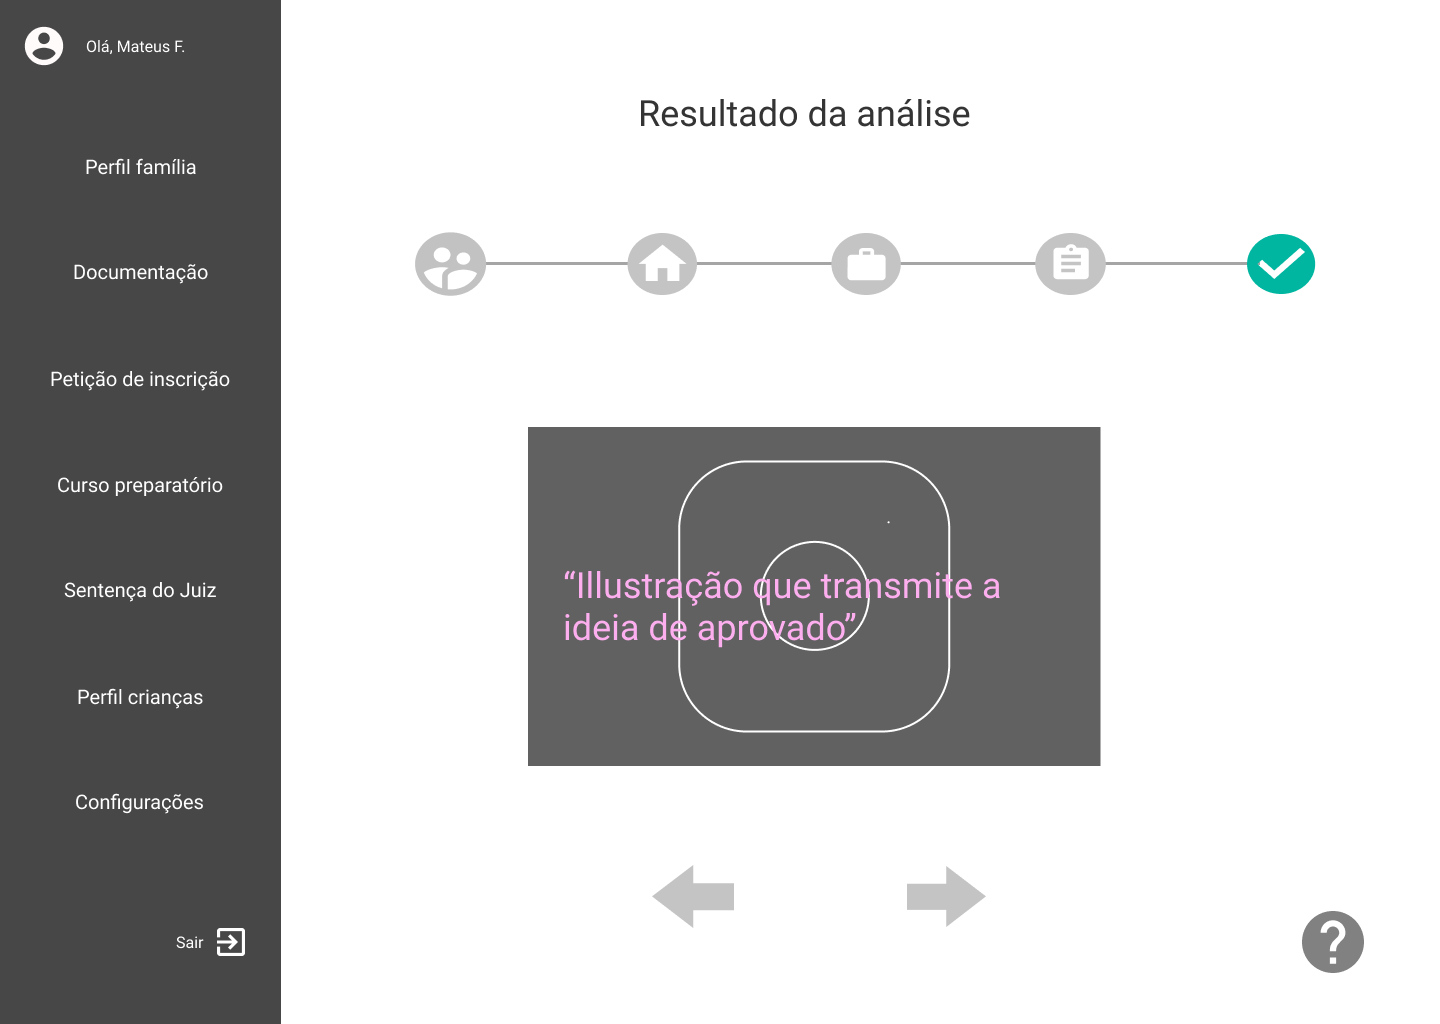 Olá, Mateus F.
Perfil família
Documentação
Petição de inscrição
Curso preparatório
Sentença do Juiz
Perfil crianças
Configurações
Sair
Resultado da análise
“Illustração que transmite a
ideia de aprovado”
?